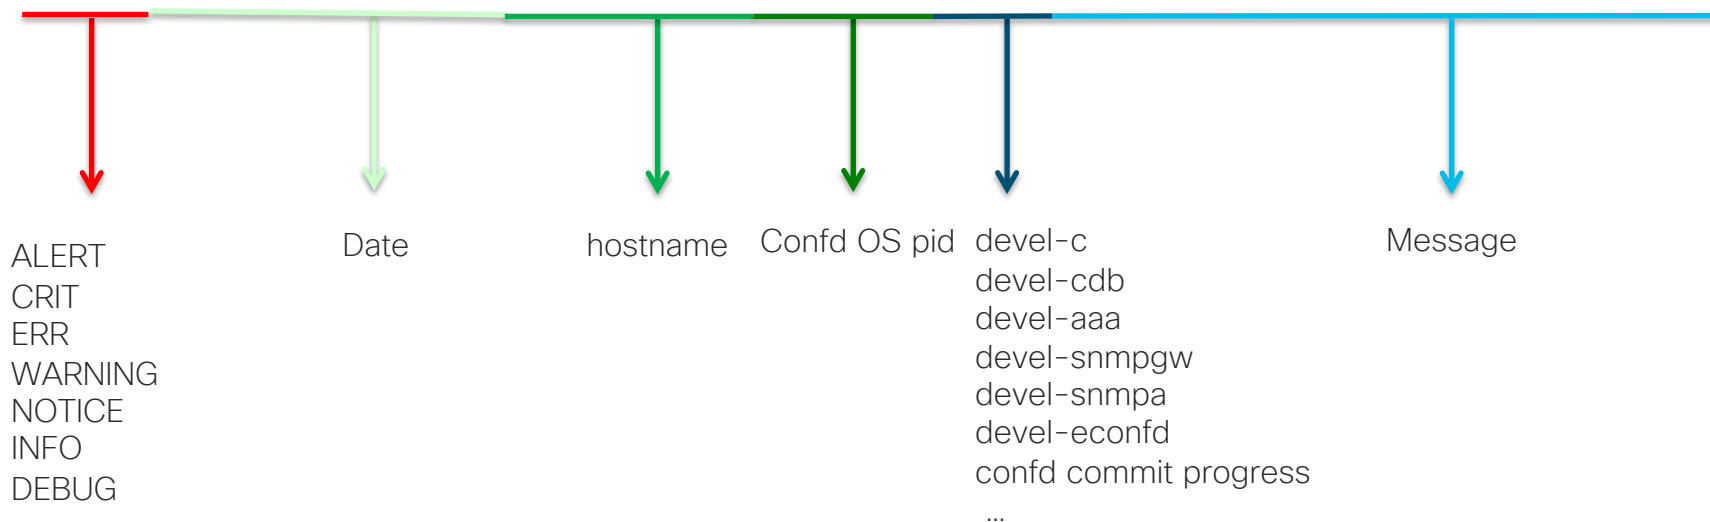 ALERT
CRIT
ERR
WARNING
NOTICE
INFO
DEBUG
Date
hostname
Confd OS pid
devel-c
devel-cdb
devel-aaa
devel-snmpgw
devel-snmpa
devel-econfd
confd commit progress
...
Message